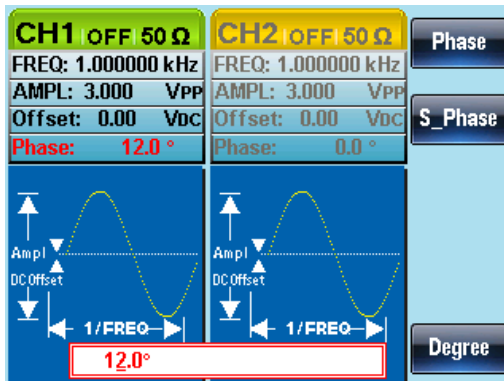 CH1 OFF 50 Ω
FREQ: 1.000000 kHz
AMPL: 3.000 VPP
Offset: 0.00 VDC
Phase: 12.0 °
Ampl
DC Offset
1/FREQ
CH2 OFF 50 Ω
FREQ: 1.000000 kHz
AMPL: 3.000 VPP
Offset: 0.00 VDC
Phase: 0.0 °
Ampl
DC Offset
1/FREQ
12.0°
Phase
S_Phase
Degree